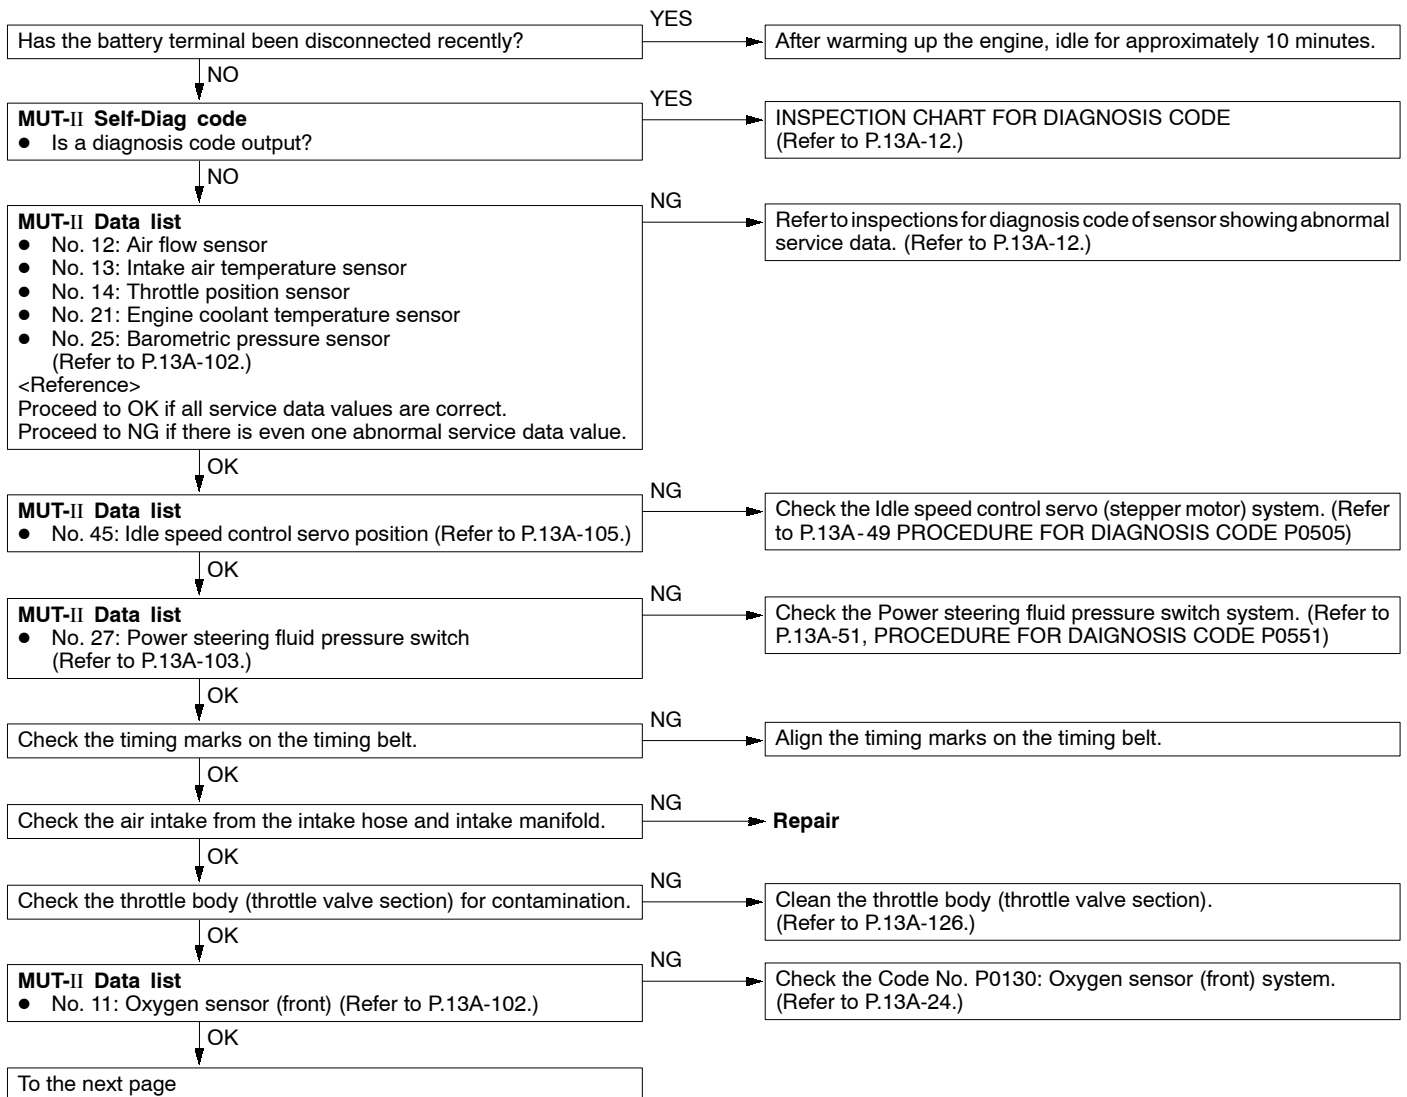 Has the battery terminal been disconnected recently?
YES
After warming up the engine, idle for approximately 10 minutes.
NO
MUT-II Self-Diag code
● Is a diagnosis code output?
YES
INSPECTION CHART FOR DIAGNOSIS CODE
(Refer to P.13A-12.)
NO
MUT-II Data list
● No. 12: Air flow sensor
● No. 13: Intake air temperature sensor
● No. 14: Throttle position sensor
● No. 21: Engine coolant temperature sensor
● No. 25: Barometric pressure sensor
(Refer to P.13A-102.)
<Reference>
Proceed to OK if all service data values are correct.
Proceed to NG if there is even one abnormal service data value.
NG
Refer to inspections for diagnosis code of sensor showing abnormal
service data. (Refer to P.13A-12.)
OK
MUT-II Data list
● No. 45: Idle speed control servo position (Refer to P.13A-105.)
NG
Check the Idle speed control servo (stepper motor) system. (Refer
to P.13A-49 PROCEDURE FOR DIAGNOSIS CODE P0505)
OK
MUT-II Data list
● No. 27: Power steering fluid pressure switch
(Refer to P.13A-103.)
NG
Check the Power steering fluid pressure switch system. (Refer to
P.13A-51, PROCEDURE FOR DAIGNOSIS CODE P0551)
OK
Check the timing marks on the timing belt.
NG
Align the timing marks on the timing belt.
OK
Check the air intake from the intake hose and intake manifold.
NG
Repair
OK
Check the throttle body (throttle valve section) for contamination.
NG
Clean the throttle body (throttle valve section).
(Refer to P.13A-126.)
OK
MUT-II Data list
● No. 11: Oxygen sensor (front) (Refer to P.13A-102.)
NG
Check the Code No. P0130: Oxygen sensor (front) system.
(Refer to P.13A-24.)
OK
To the next page